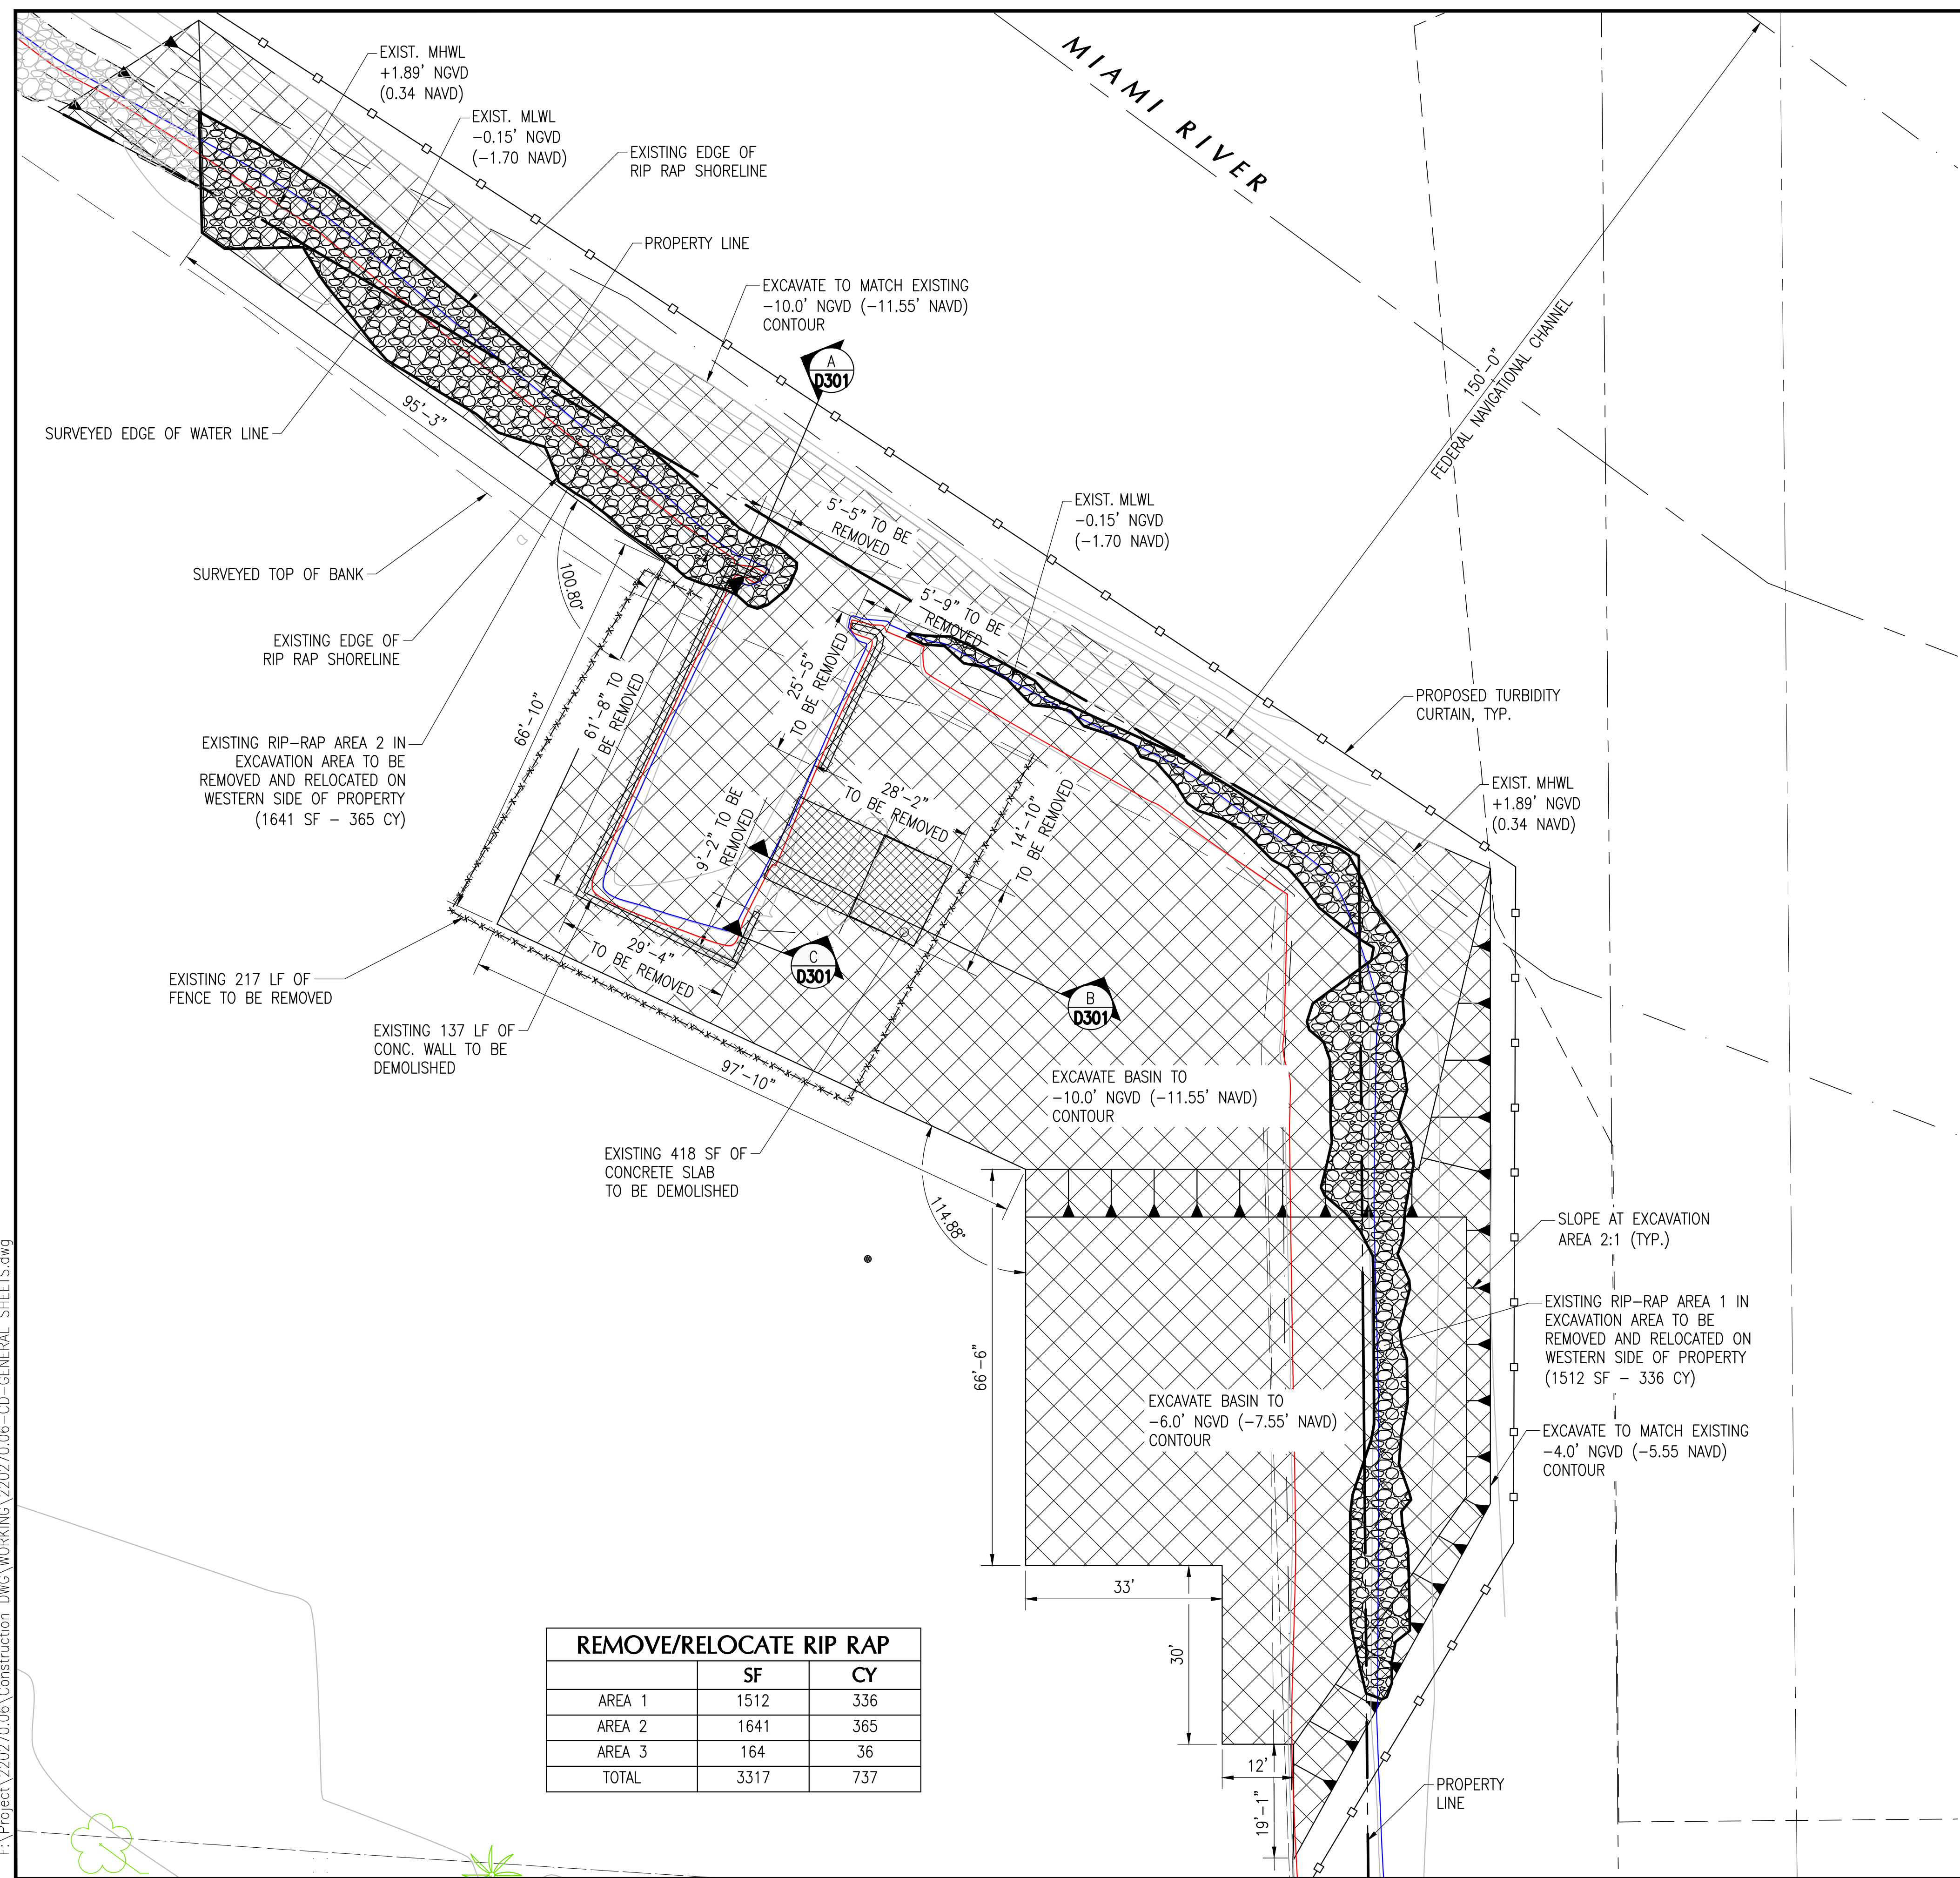 MIAMI RIVER
EXIST. MHWL
+1.89' NGVD
(0.34 NAVD)
EXIST. MLWL
-0.15' NGVD
(-1.70 NAVD)
EXISTING EDGE OF
RIP RAP SHORELINE
PROPERTY LINE
EXCAVATE TO MATCH EXISTING
-10.0' NGVD (-11.55' NAVD)
CONTOUR
A
D301
150'-0"
FEDERAL NAVIGATIONAL CHANNEL
95'-3"
SURVEYED EDGE OF WATER LINE
SURVEYED TOP OF BANK
EXISTING EDGE OF
RIP RAP SHORELINE
EXISTING RIP-RAP AREA 2 IN
EXCAVATION AREA TO BE
REMOVED AND RELOCATED ON
WESTERN SIDE OF PROPERTY
(1641 SF - 365 CY)
100.80°
5'-5" TO BE
REMOVED
5'-9" TO BE
REMOVED
EXIST. MLWL
-0.15' NGVD
(-1.70 NAVD)
66'-10"
61'-8" TO
BE REMOVED
25'-5"
TO BE REMOVED
9'-2" TO BE
REMOVED
28'-2"
TO BE REMOVED
14'-10"
TO BE REMOVED
29'-4"
TO BE REMOVED
PROPOSED TURBIDITY
CURTAIN, TYP.
EXIST. MHWL
+1.89' NGVD
(0.34 NAVD)
C
D301
B
D301
EXISTING 217 LF OF
FENCE TO BE REMOVED
EXISTING 137 LF OF
CONC. WALL TO BE
DEMOLISHED
97'-10"
EXISTING 418 SF OF
CONCRETE SLAB
TO BE DEMOLISHED
114.88°
EXCAVATE BASIN TO
-10.0' NGVD (-11.55' NAVD)
CONTOUR
SLOPE AT EXCAVATION
AREA 2:1 (TYP.)
EXISTING RIP-RAP AREA 1 IN
EXCAVATION AREA TO BE
REMOVED AND RELOCATED ON
WESTERN SIDE OF PROPERTY
(1512 SF - 336 CY)
66'-6"
EXCAVATE BASIN TO
-6.0' NGVD (-7.55' NAVD)
CONTOUR
EXCAVATE TO MATCH EXISTING
-4.0' NGVD (-5.55 NAVD)
CONTOUR
33'
30'
12'
19'-1"
PROPERTY
LINE
REMOVE/RELOCATE RIP RAP
SF CY
AREA 1 1512 336
AREA 2 1641 365
AREA 3 164 36
TOTAL 3317 737
F:\Project\220270.06\Construction DWG\WORKING\220270.06-CD-GENERAL SHEETS.dwg